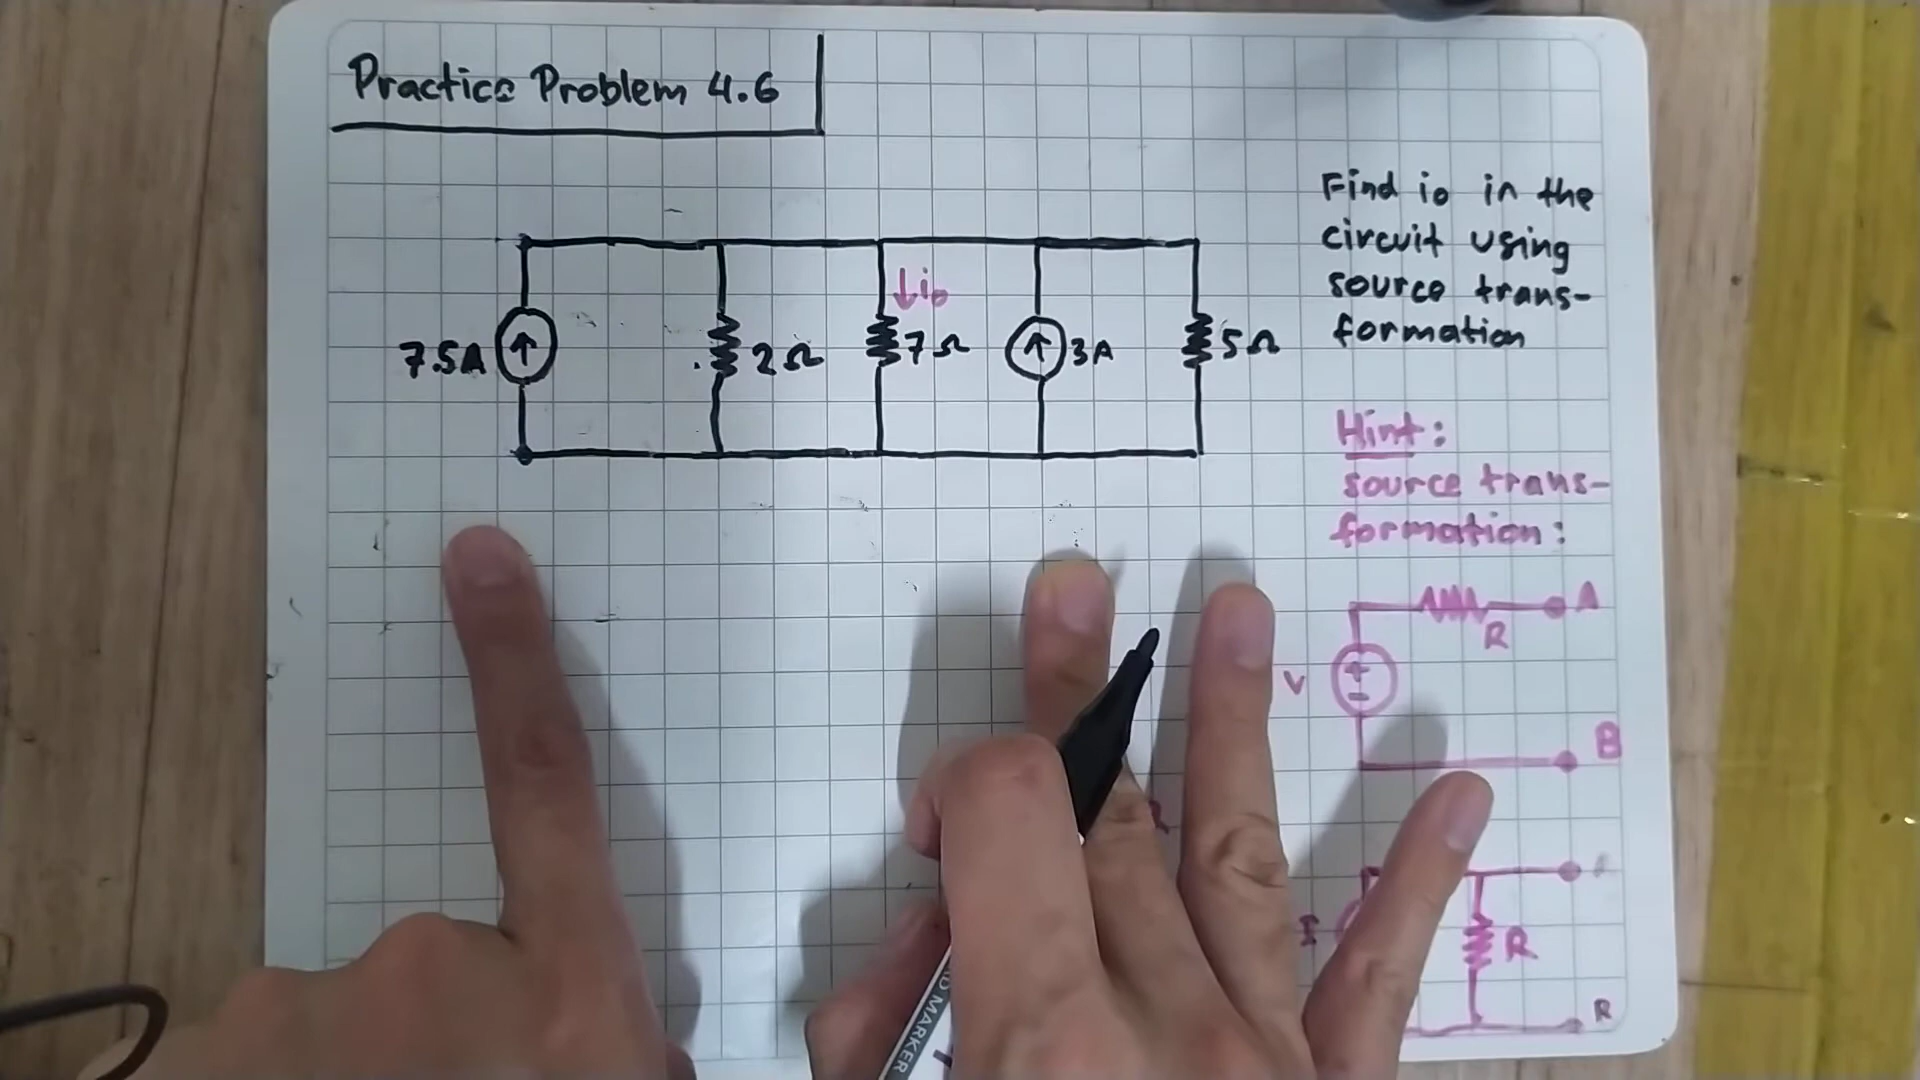 Practice Problem 4.6
Find io in the
circuit using
source trans-
formation
↓io
7.5A
2Ω
7Ω
3A
5Ω
Hint:
source trans-
formation:
A
R
V
+
−
B
I
R
MARKER